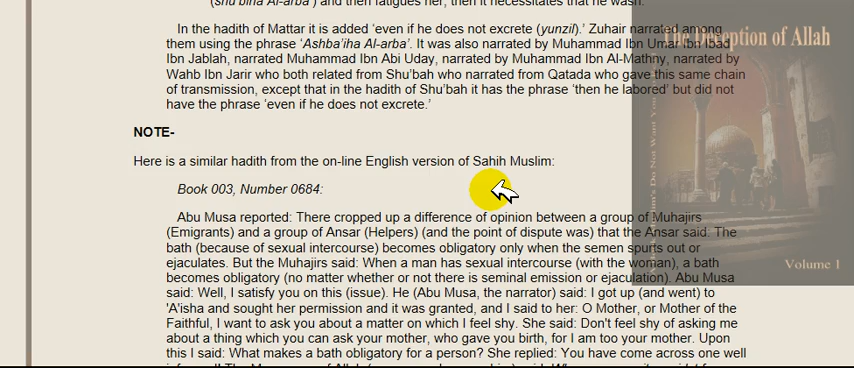 (shu'biha Al-arba') and then fatigues her, then it necessitates that he wash.
In the hadith of Mattar it is added 'even if he does not excrete (yunzil).' Zuhair narrated among
them using the phrase 'Ashba'iha Al-arba'. It was also narrated by Muhammad Ibn Umar Ibn Ibad
Ibn Jablah, narrated Muhammad Ibn Abi Uday, narrated by Muhammad Ibn Al-Mathny, narrated by
Wahb Ibn Jarir who both related from Shu'bah who narrated from Qatada who gave this same chain
of transmission, except that in the hadith of Shu'bah it has the phrase 'then he labored' but did not
have the phrase 'even if he does not excrete.'
The Deception of Allah
NOTE-
Here is a similar hadith from the on-line English version of Sahih Muslim:
Book 003, Number 0684:
Abu Musa reported: There cropped up a difference of opinion between a group of Muhajirs
(Emigrants) and a group of Ansar (Helpers) (and the point of dispute was) that the Ansar said: The
bath (because of sexual intercourse) becomes obligatory only when the semen spurts out or
ejaculates. But the Muhajirs said: When a man has sexual intercourse (with the woman), a bath
becomes obligatory (no matter whether or not there is seminal emission or ejaculation). Abu Musa
said: Well, I satisfy you on this (issue). He (Abu Musa, the narrator) said: I got up (and went) to
'A'isha and sought her permission and it was granted, and I said to her: O Mother, or Mother of the
Faithful, I want to ask you about a matter on which I feel shy. She said: Don't feel shy of asking me
about a thing which you can ask your mother, who gave you birth, for I am too your mother. Upon
this I said: What makes a bath obligatory for a person? She replied: You have come across one well
Volume 1